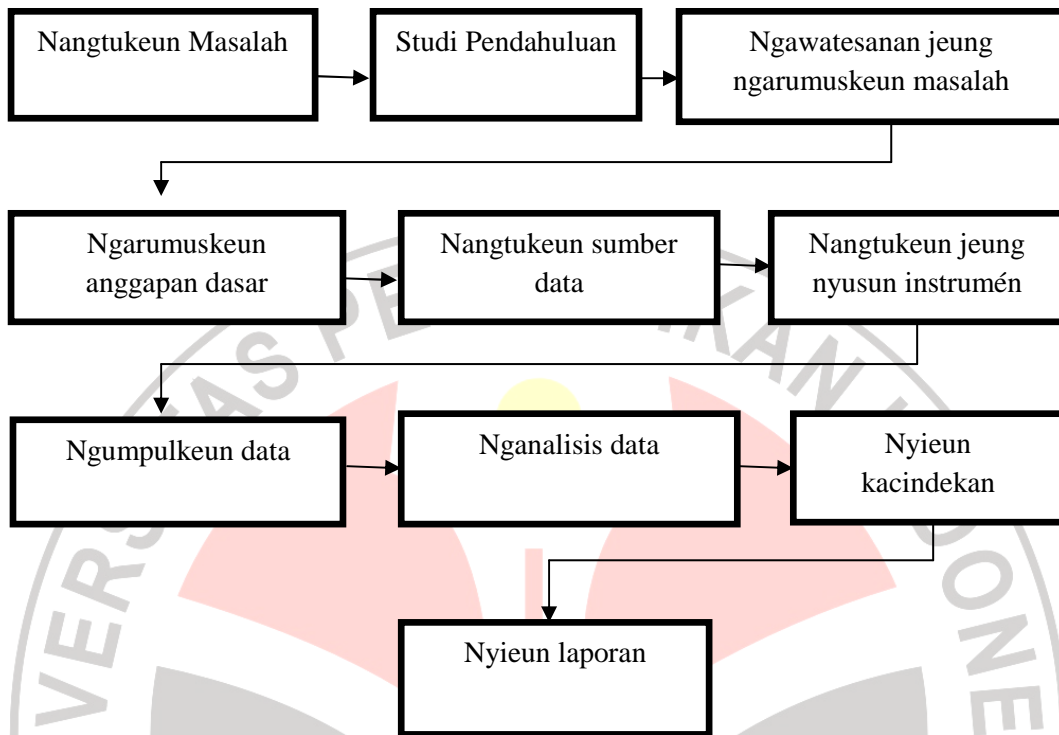 Nangtukeun Masalah
Studi Pendahuluan
Ngawatesanan jeung
ngarumuskeun masalah
Ngarumuskeun
anggapan dasar
Nangtukeun sumber
data
Nangtukeun jeung
nyusun instrumén
Ngumpulkeun data
Nganalisis data
Nyieun
kacindekan
Nyieun laporan